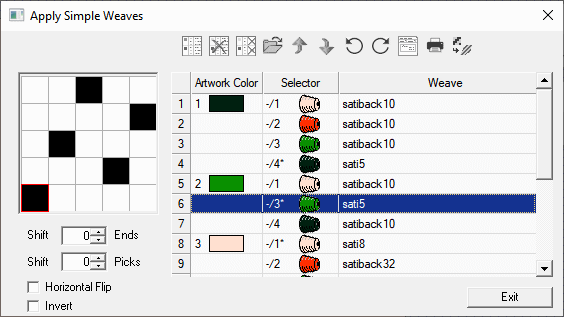 Apply Simple Weaves
Artwork Color Selector Weave
1 1 -/1 satiback10
2 -/2 satiback10
3 -/3 satiback10
4 -/4* sati5
5 2 -/1 satiback10
6 -/3* sati5
7 -/4 satiback10
8 3 -/1* sati8
9 -/2 satiback32
Shift 0 Ends
Shift 0 Picks
Horizontal Flip
Invert
Exit